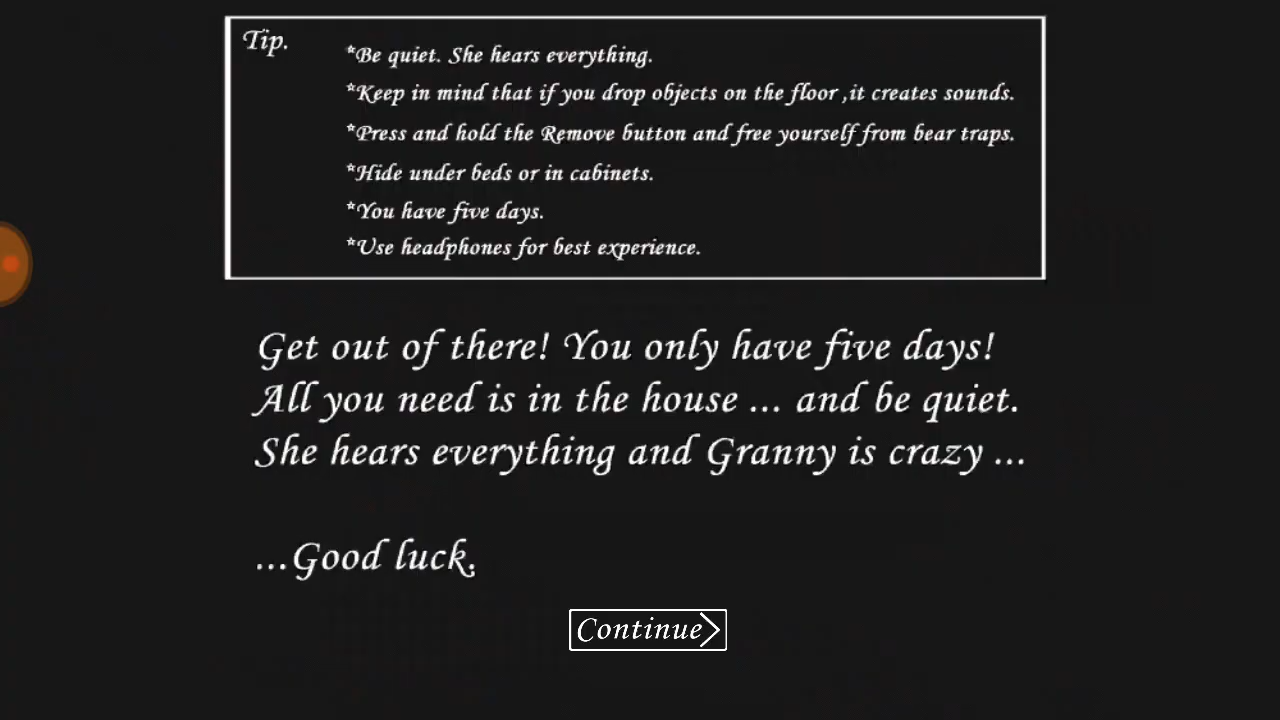 Tip.
*Be quiet. She hears everything.
*Keep in mind that if you drop objects on the floor ,it creates sounds.
*Press and hold the Remove button and free yourself from bear traps.
*Hide under beds or in cabinets.
*You have five days.
*Use headphones for best experience.
Get out of there! You only have five days!
All you need is in the house ... and be quiet.
She hears everything and Granny is crazy ...
...Good luck.
Continue